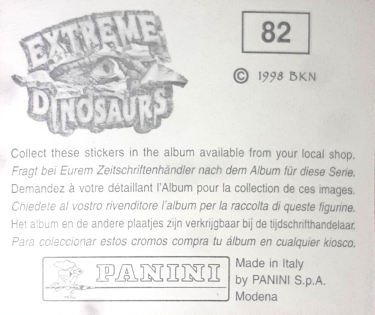 EXTREME
DINOSAURS
82
© 1998 BKN
Collect these stickers in the album available from your local shop.
Fragt bei Eurem Zeitschriftenhändler nach dem Album für diese Serie.
Demandez à votre détaillant l'Album pour la collection de ces images.
Chiedete al vostro rivenditore l'album per la raccolta di queste figurine.
Het album en de andere plaatjes zijn verkrijgbaar bij de tijdschrifthandelaar.
Para coleccionar estos cromos compra tu álbum en cualquier kiosco.
PANINI
Made in Italy
by PANINI S.p.A.
Modena